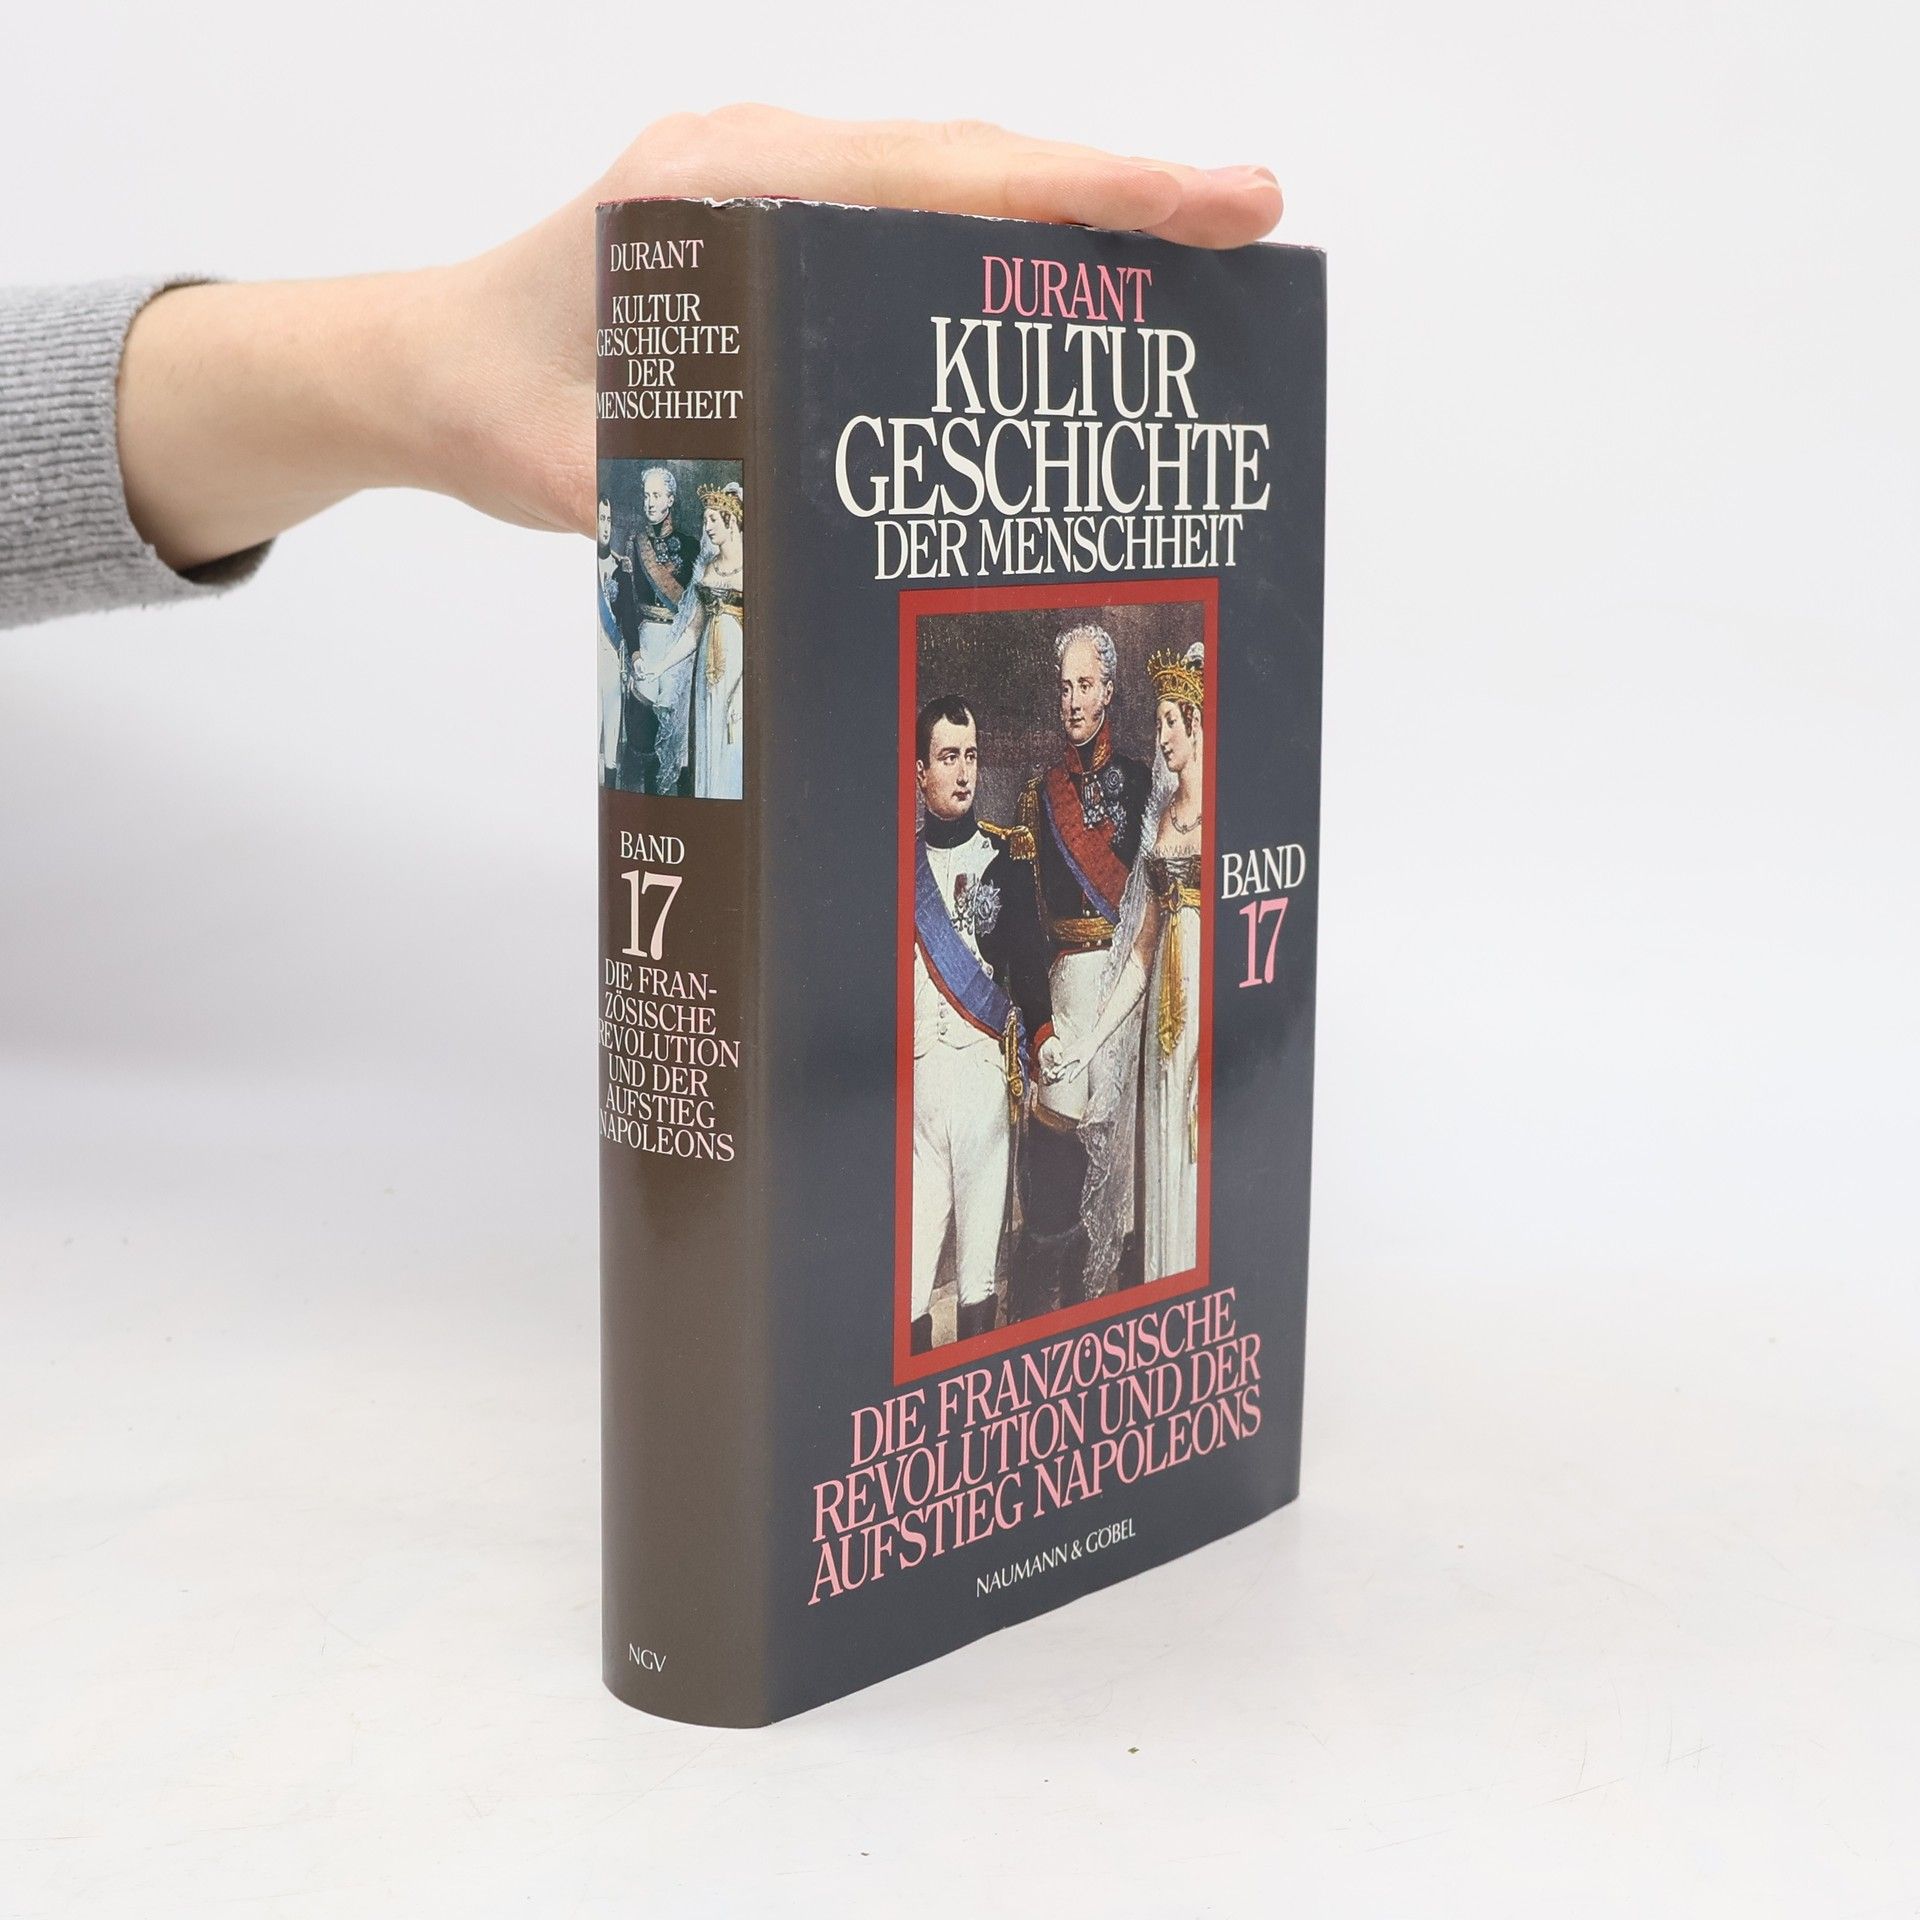 DURANT
KULTUR
GESCHICHTE
DER
MENSCHHEIT
BAND
17
DIE FRAN-
ZÖSISCHE
REVOLUTION
UND DER
AUFSTIEG
NAPOLEONS
NGV
DURANT
KULTUR
GESCHICHTE
DER MENSCHHEIT
BAND
17
DIE FRANZÖSISCHE
REVOLUTION UND DER
AUFSTIEG NAPOLEONS
NAUMANN & GÖBEL